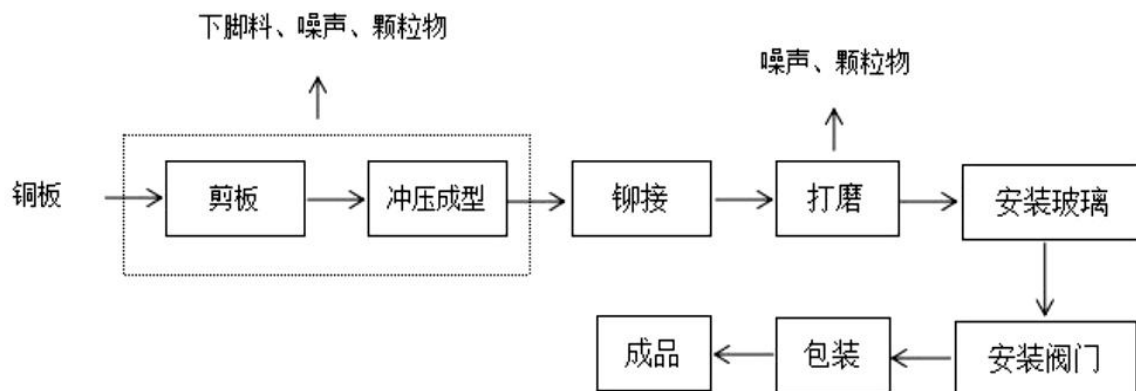 下脚料、噪声、颗粒物
噪声、颗粒物
铜板
剪板
冲压成型
铆接
打磨
安装玻璃
成品
包装
安装阀门